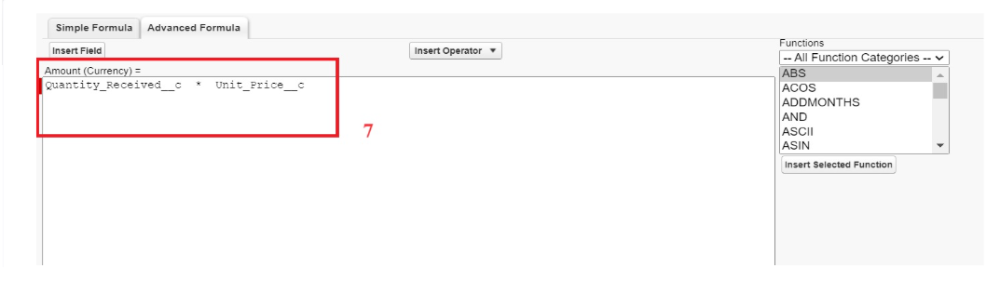 Simple Formula Advanced Formula
Insert Field Insert Operator ▼
Functions
-- All Function Categories --
Amount (Currency) =
Quantity_Received__c * Unit_Price__c
ABS
ACOS
ADDMONTHS
AND
ASCII
ASIN
7
Insert Selected Function